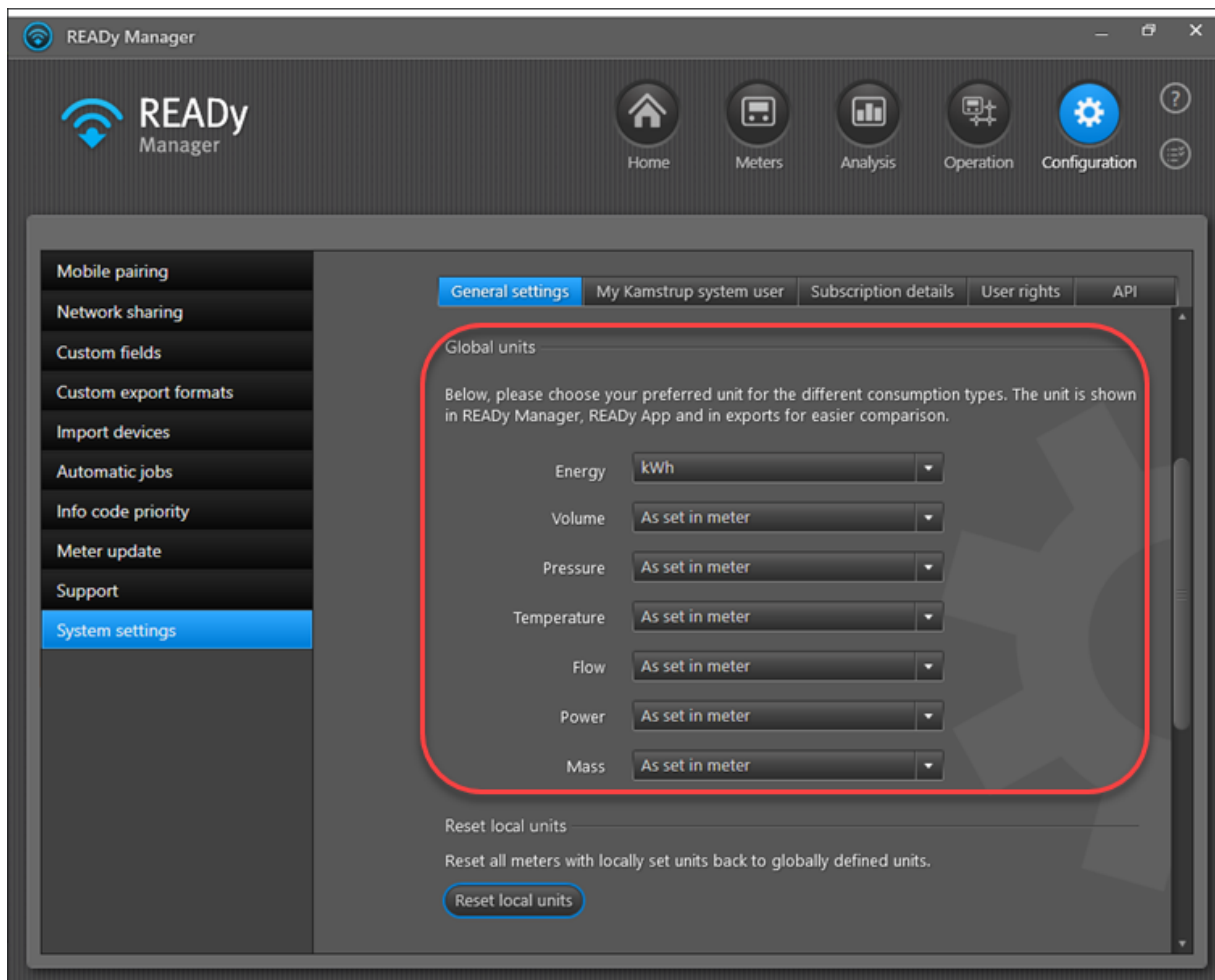 READy Manager
READy
Manager
Home
Meters
Analysis
Operation
Configuration
?
Mobile pairing
Network sharing
Custom fields
Custom export formats
Import devices
Automatic jobs
Info code priority
Meter update
Support
System settings
General settings
My Kamstrup system user
Subscription details
User rights
API
Global units
Below, please choose your preferred unit for the different consumption types. The unit is shown
in READy Manager, READy App and in exports for easier comparison.
Energy kWh
Volume As set in meter
Pressure As set in meter
Temperature As set in meter
Flow As set in meter
Power As set in meter
Mass As set in meter
Reset local units
Reset all meters with locally set units back to globally defined units.
Reset local units